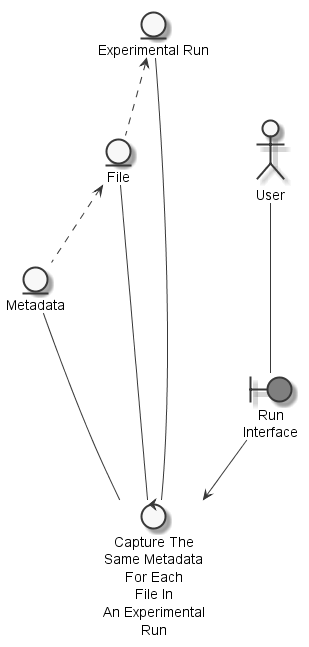 Experimental Run
File
User
Metadata
Run
Interface
Capture The
Same Metadata
For Each
File In
An Experimental
Run